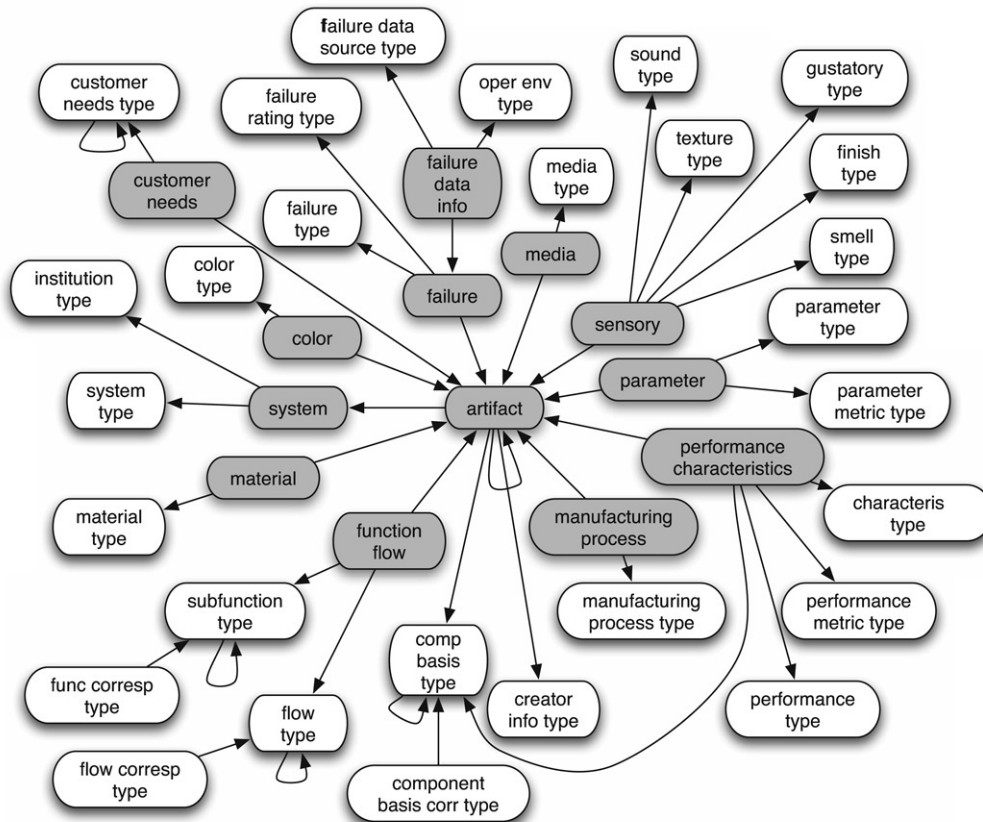 failure data
source type
customer
needs type
failure
rating type
oper env
type
sound
type
gustatory
type
texture
type
finish
type
customer
needs
failure
data
info
media
type
failure
type
media
smell
type
color
type
institution
type
failure
sensory
parameter
type
color
parameter
system
type
system
artifact
parameter
metric type
performance
characteristics
material
characteris
type
material
type
function
flow
manufacturing
process
subfunction
type
manufacturing
process type
performance
metric type
comp
basis
type
func corresp
type
flow
type
creator
info type
performance
type
flow corresp
type
component
basis corr type